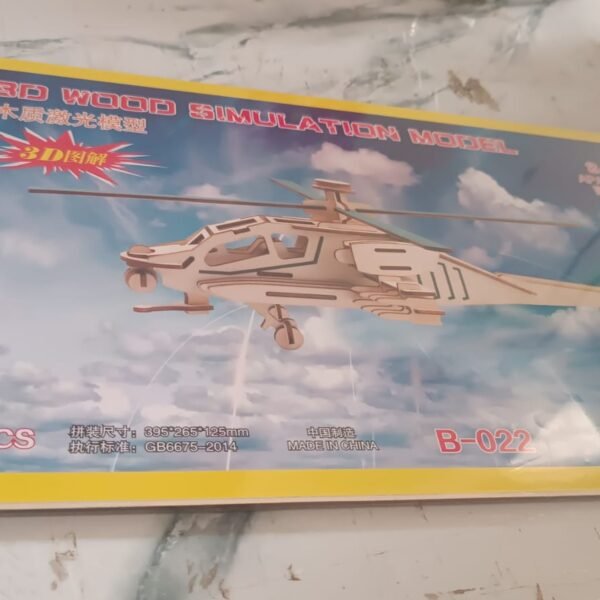 3D WOOD SIMULATION MODEL
木质激光模型
3D图解
CS
拼装尺寸: 395*265*125mm
执行标准: GB6675-2014
中国制造
MADE IN CHINA
B-022